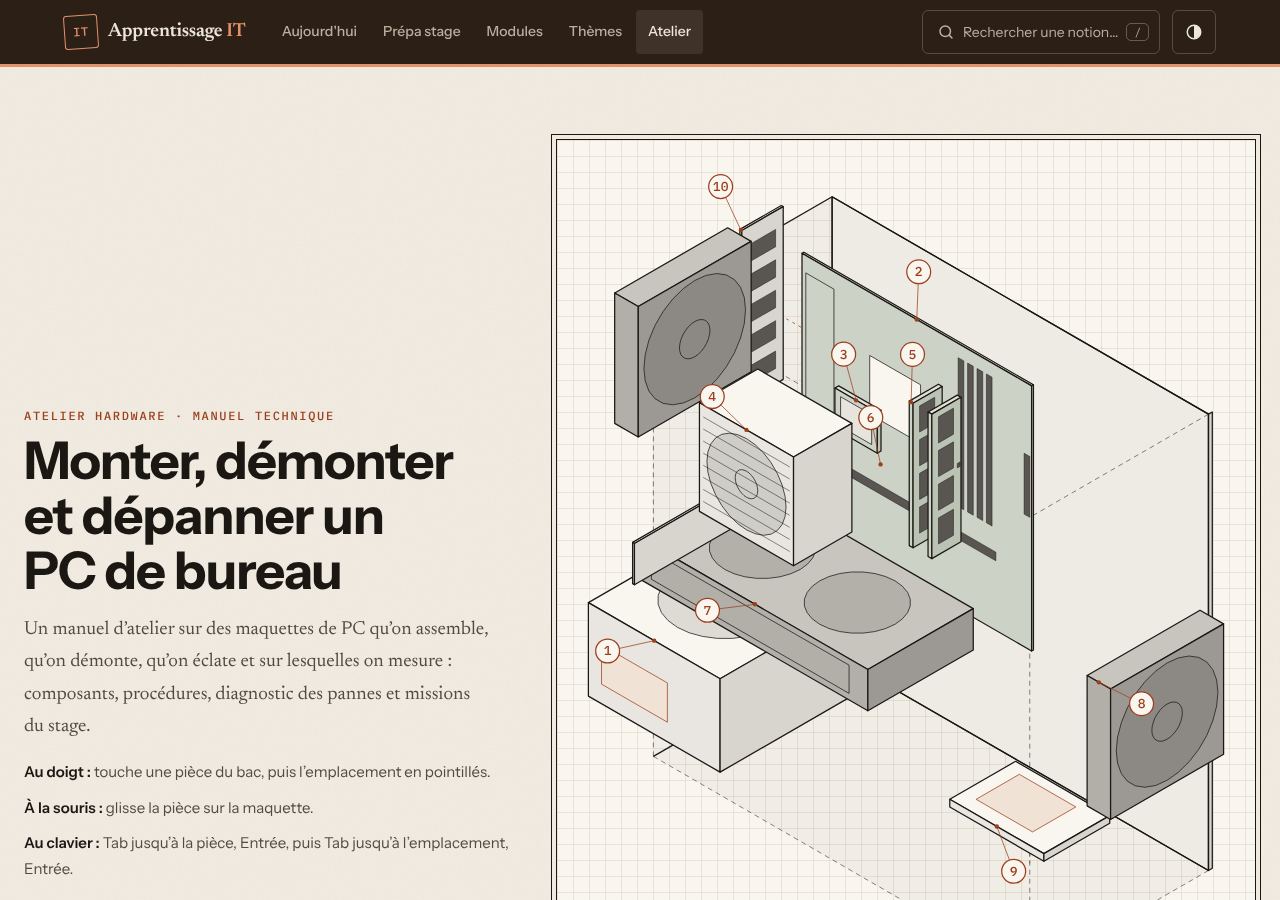 IT
Apprentissage IT
Aujourd'hui
Prépa stage
Modules
Thèmes
Atelier
Rechercher une notion...
/
ATELIER HARDWARE · MANUEL TECHNIQUE
Monter, démonter
et dépanner un
PC de bureau
Un manuel d’atelier sur des maquettes de PC qu’on assemble,
qu’on démonte, qu’on éclate et sur lesquelles on mesure :
composants, procédures, diagnostic des pannes et missions
du stage.
Au doigt : touche une pièce du bac, puis l’emplacement en pointillés.
À la souris : glisse la pièce sur la maquette.
Au clavier : Tab jusqu’à la pièce, Entrée, puis Tab jusqu’à l’emplacement,
Entrée.
10
2
3
5
4
6
7
1
8
9